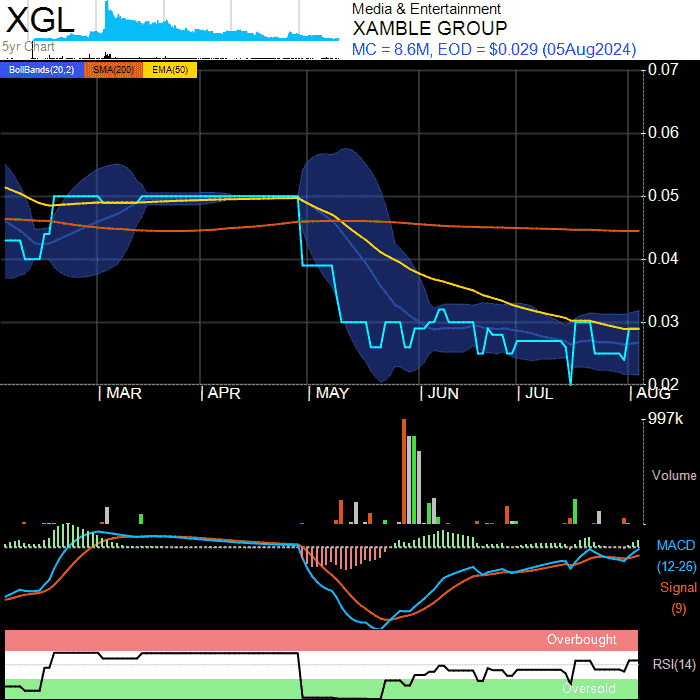 XGL
5yr Chart
Media & Entertainment
XAMBLE GROUP
MC = 8.6M, EOD = $0.029 (05Aug2024)
BollBands(20,2) SMA(200) EMA(50)
0.07
0.06
0.05
0.04
0.03
0.02
MAR APR MAY JUN JUL AUG
997k
Volume
MACD
(12-26)
Signal
(9)
Overbought
RSI(14)
Oversold